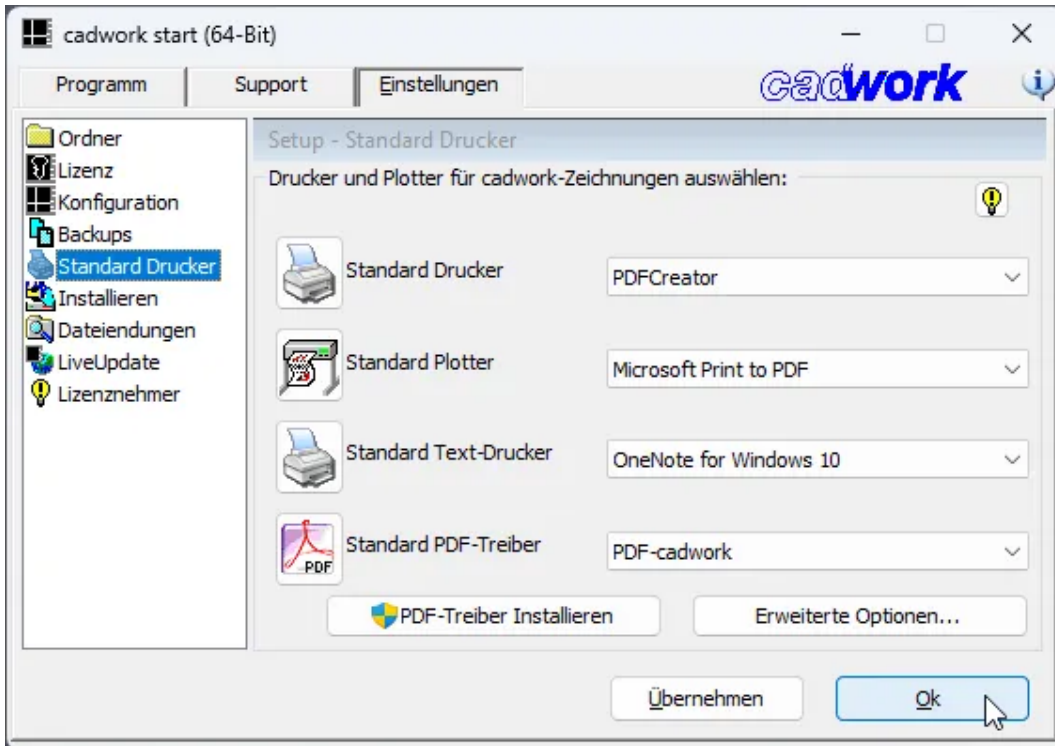 cadwork start (64-Bit)
Programm
Support
Einstellungen
cadwork
Ordner
Lizenz
Konfiguration
Backups
Standard Drucker
Installieren
Dateiendungen
LiveUpdate
Lizenznehmer
Setup - Standard Drucker
Drucker und Plotter für cadwork-Zeichnungen auswählen:
Standard Drucker
PDFCreator
Standard Plotter
Microsoft Print to PDF
Standard Text-Drucker
OneNote for Windows 10
PDF
Standard PDF-Treiber
PDF-cadwork
PDF-Treiber Installieren
Erweiterte Optionen...
Übernehmen
Ok